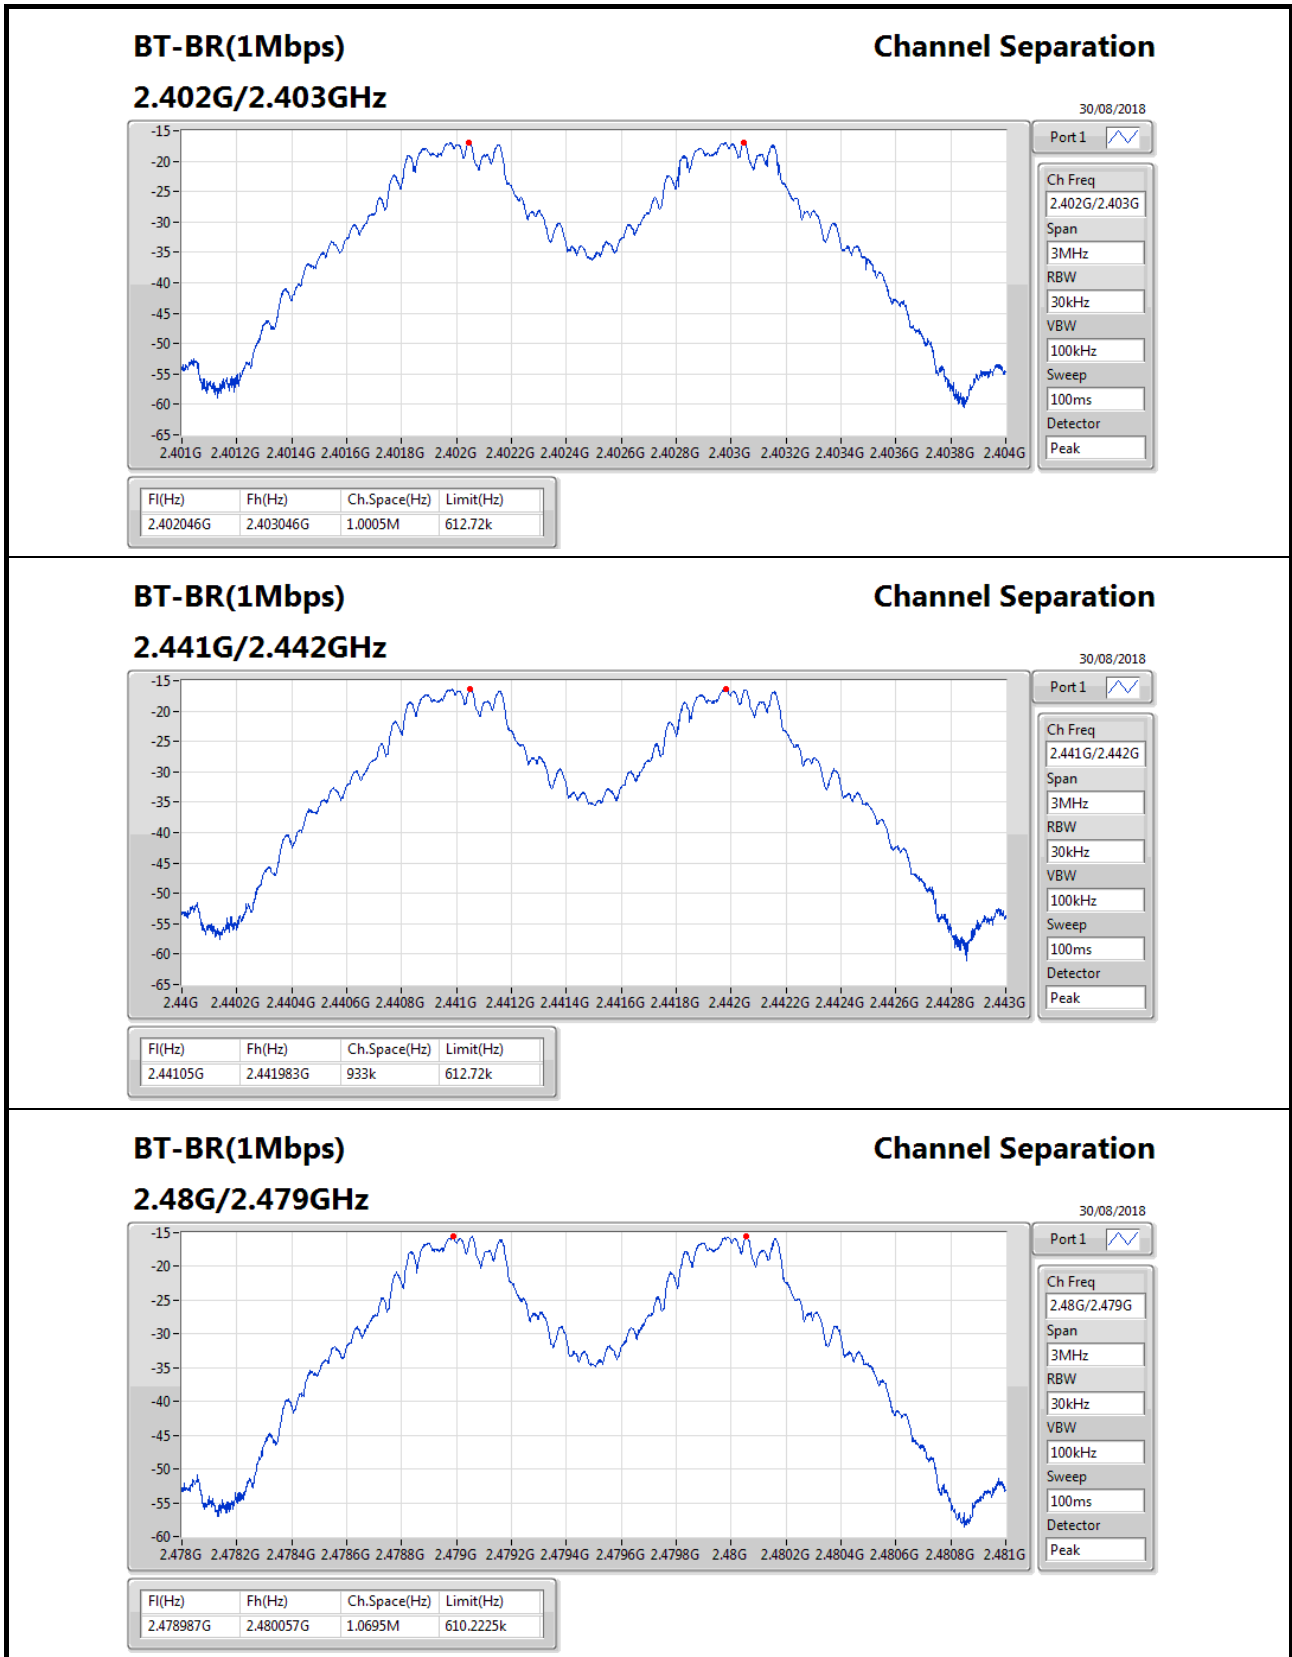 BT-BR(1Mbps) Channel Separation
2.402G/2.403GHz
30/08/2018
Port 1
-15
-20
-25
-30
-35
-40
-45
-50
-55
-60
-65
2.401G 2.4012G 2.4014G 2.4016G 2.4018G 2.402G 2.4022G 2.4024G 2.4026G 2.4028G 2.403G 2.4032G 2.4034G 2.4036G 2.4038G 2.404G
Ch Freq
2.402G/2.403G
Span
3MHz
RBW
30kHz
VBW
100kHz
Sweep
100ms
Detector
Peak
Fl(Hz) Fh(Hz) Ch.Space(Hz) Limit(Hz)
2.402046G 2.403046G 1.0005M 612.72k
BT-BR(1Mbps) Channel Separation
2.441G/2.442GHz
30/08/2018
Port 1
-15
-20
-25
-30
-35
-40
-45
-50
-55
-60
-65
2.44G 2.4402G 2.4404G 2.4406G 2.4408G 2.441G 2.4412G 2.4414G 2.4416G 2.4418G 2.442G 2.4422G 2.4424G 2.4426G 2.4428G 2.443G
Ch Freq
2.441G/2.442G
Span
3MHz
RBW
30kHz
VBW
100kHz
Sweep
100ms
Detector
Peak
Fl(Hz) Fh(Hz) Ch.Space(Hz) Limit(Hz)
2.44105G 2.441983G 933k 612.72k
BT-BR(1Mbps) Channel Separation
2.48G/2.479GHz
30/08/2018
Port 1
-15
-20
-25
-30
-35
-40
-45
-50
-55
-60
2.478G 2.4782G 2.4784G 2.4786G 2.4788G 2.479G 2.4792G 2.4794G 2.4796G 2.4798G 2.48G 2.4802G 2.4804G 2.4806G 2.4808G 2.481G
Ch Freq
2.48G/2.479G
Span
3MHz
RBW
30kHz
VBW
100kHz
Sweep
100ms
Detector
Peak
Fl(Hz) Fh(Hz) Ch.Space(Hz) Limit(Hz)
2.478987G 2.480057G 1.0695M 610.2225k